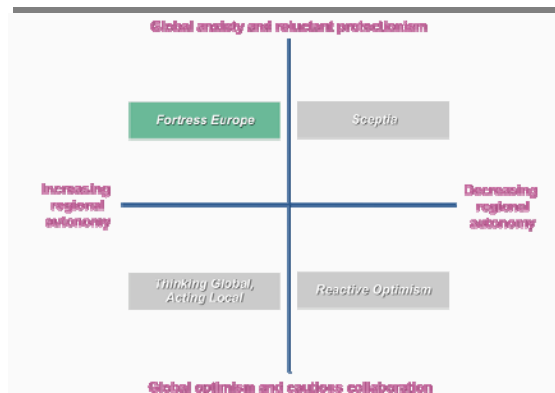 Global anxiety and reluctant protectionism
Fortress Europe
Sceptia
Increasing
regional
autonomy
Decreasing
regional
autonomy
Thinking Global,
Acting Local
Reactive Optimism
Global optimism and cautious collaboration